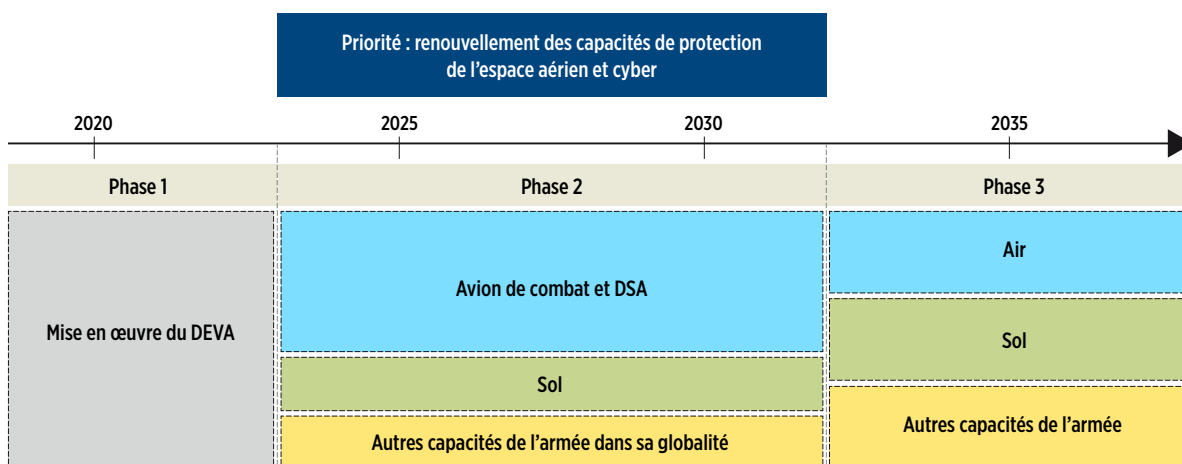 Priorité : renouvellement des capacités de protection
de l’espace aérien et cyber
2020
2025
2030
2035
Phase 1
Phase 2
Phase 3
Mise en œuvre du DEVA
Avion de combat et DSA
Sol
Autres capacités de l’armée dans sa globalité
Air
Sol
Autres capacités de l’armée